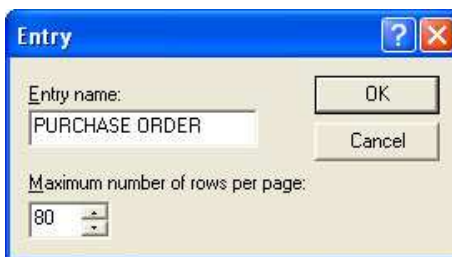 Entry
Entry name:
OK
PURCHASE ORDER
Cancel
Maximum number of rows per page:
80